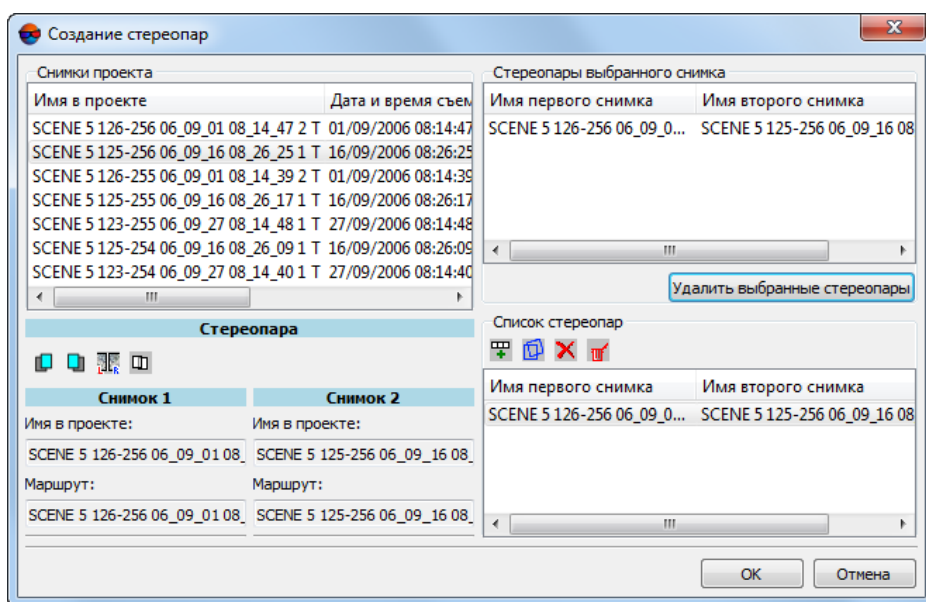 Создание стереопар
Снимки проекта
Имя в проекте Дата и время съем
SCENE 5 126-256 06_09_01 08_14_47 2 T 01/09/2006 08:14:47
SCENE 5 125-256 06_09_16 08_26_25 1 T 16/09/2006 08:26:25
SCENE 5 126-255 06_09_01 08_14_39 2 T 01/09/2006 08:14:39
SCENE 5 125-255 06_09_16 08_26_17 1 T 16/09/2006 08:26:17
SCENE 5 123-255 06_09_27 08_14_48 1 T 27/09/2006 08:14:48
SCENE 5 125-254 06_09_16 08_26_09 1 T 16/09/2006 08:26:09
SCENE 5 123-254 06_09_27 08_14_40 1 T 27/09/2006 08:14:40
Стереопара
Снимок 1 Снимок 2
Имя в проекте: Имя в проекте:
SCENE 5 126-256 06_09_01 08_ SCENE 5 125-256 06_09_16 08_
Маршрут: Маршрут:
SCENE 5 126-256 06_09_01 08_ SCENE 5 125-256 06_09_16 08_
Стереопары выбранного снимка
Имя первого снимка Имя второго снимка
SCENE 5 126-256 06_09_0... SCENE 5 125-256 06_09_16 08
Удалить выбранные стереопары
Список стереопар
Имя первого снимка Имя второго снимка
SCENE 5 126-256 06_09_0... SCENE 5 125-256 06_09_16 08
OK Отмена